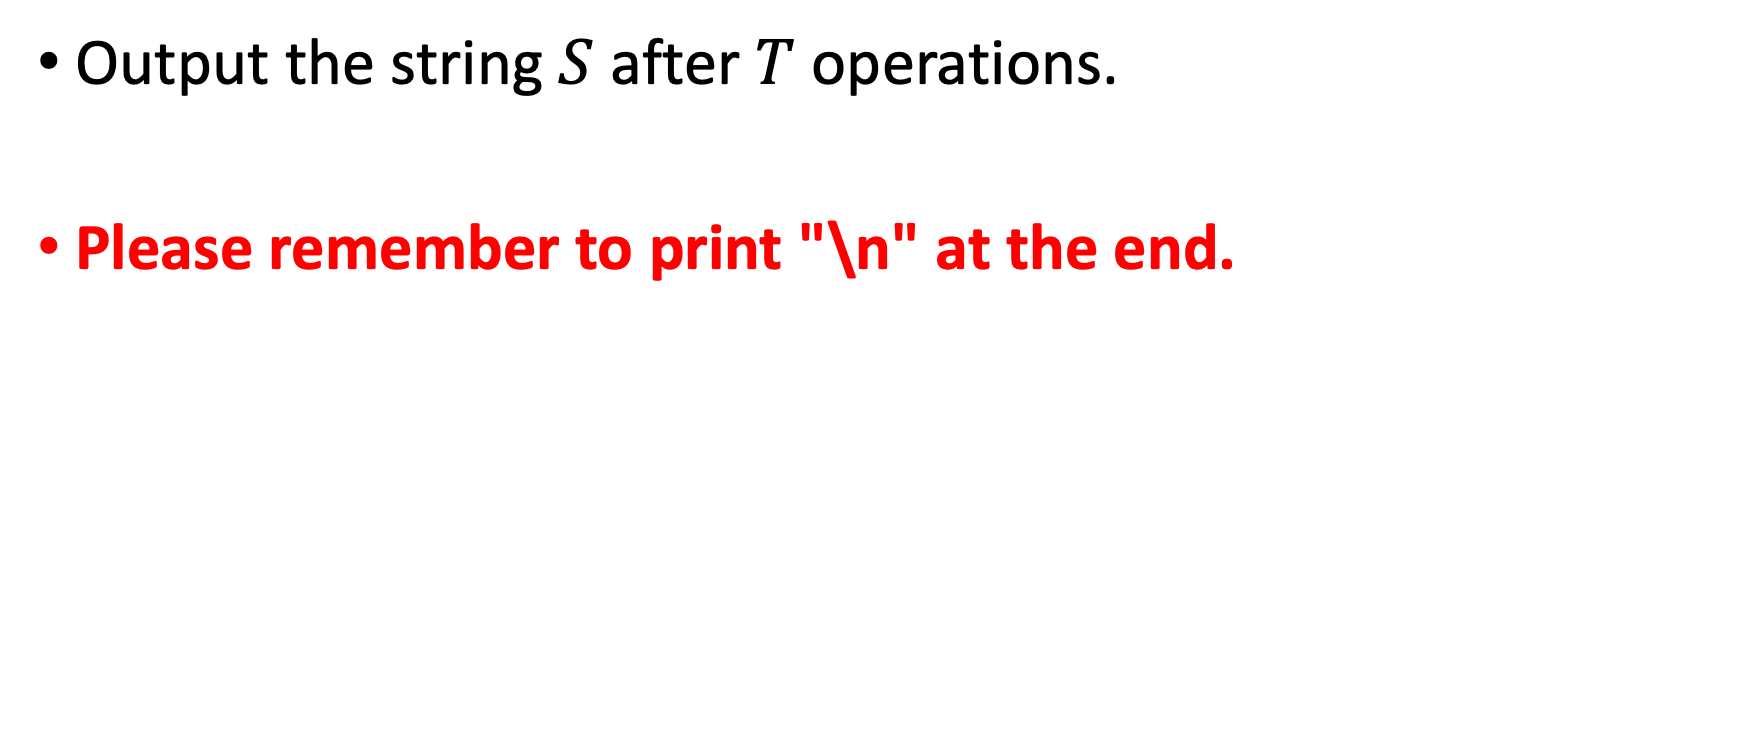 • Output the string S after T operations.
• Please remember to print "\n" at the end.